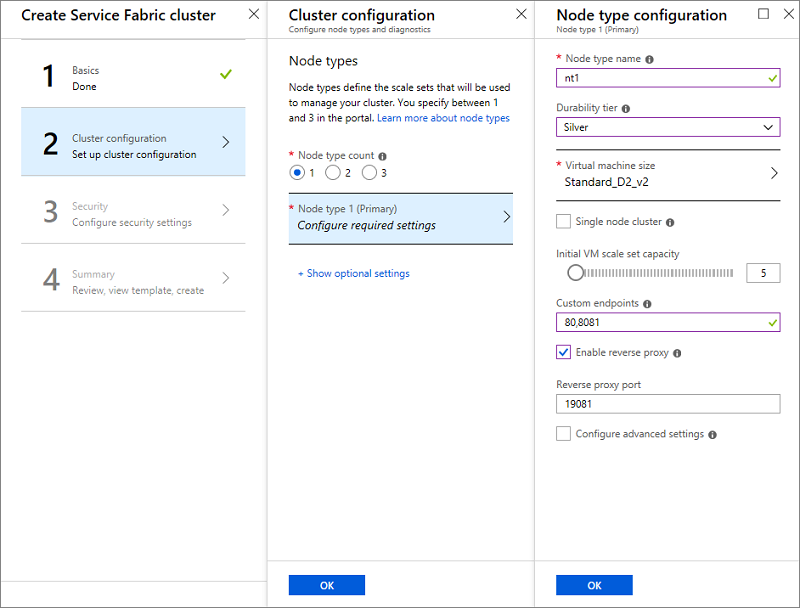 Create Service Fabric cluster
1
Basics
Done
2
Cluster configuration
Set up cluster configuration
3
Security
Configure security settings
4
Summary
Review, view template, create
Cluster configuration
Configure node types and diagnostics
Node types
Node types define the scale sets that will be used
to manage your cluster. You specify between 1
and 3 in the portal. Learn more about node types
* Node type count
1 2 3
* Node type 1 (Primary)
Configure required settings
+ Show optional settings
OK
Node type configuration
Node type 1 (Primary)
* Node type name
nt1
Durability tier
Silver
* Virtual machine size
Standard_D2_v2
Single node cluster
Initial VM scale set capacity
5
Custom endpoints
80,8081
Enable reverse proxy
Reverse proxy port
19081
Configure advanced settings
OK